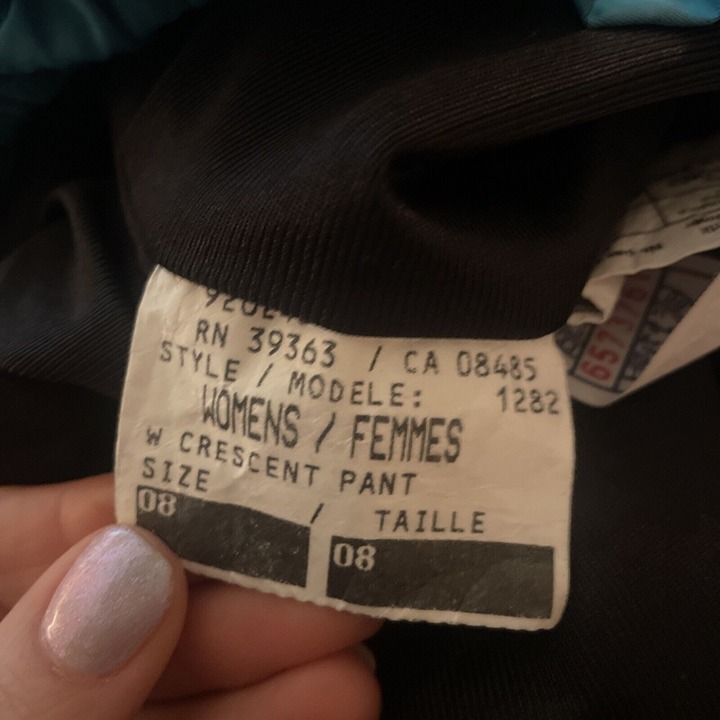 RN 39363 / CA 08485
STYLE / MODELE: 1282
WOMENS / FEMMES
W CRESCENT PANT
SIZE / TAILLE
08 08